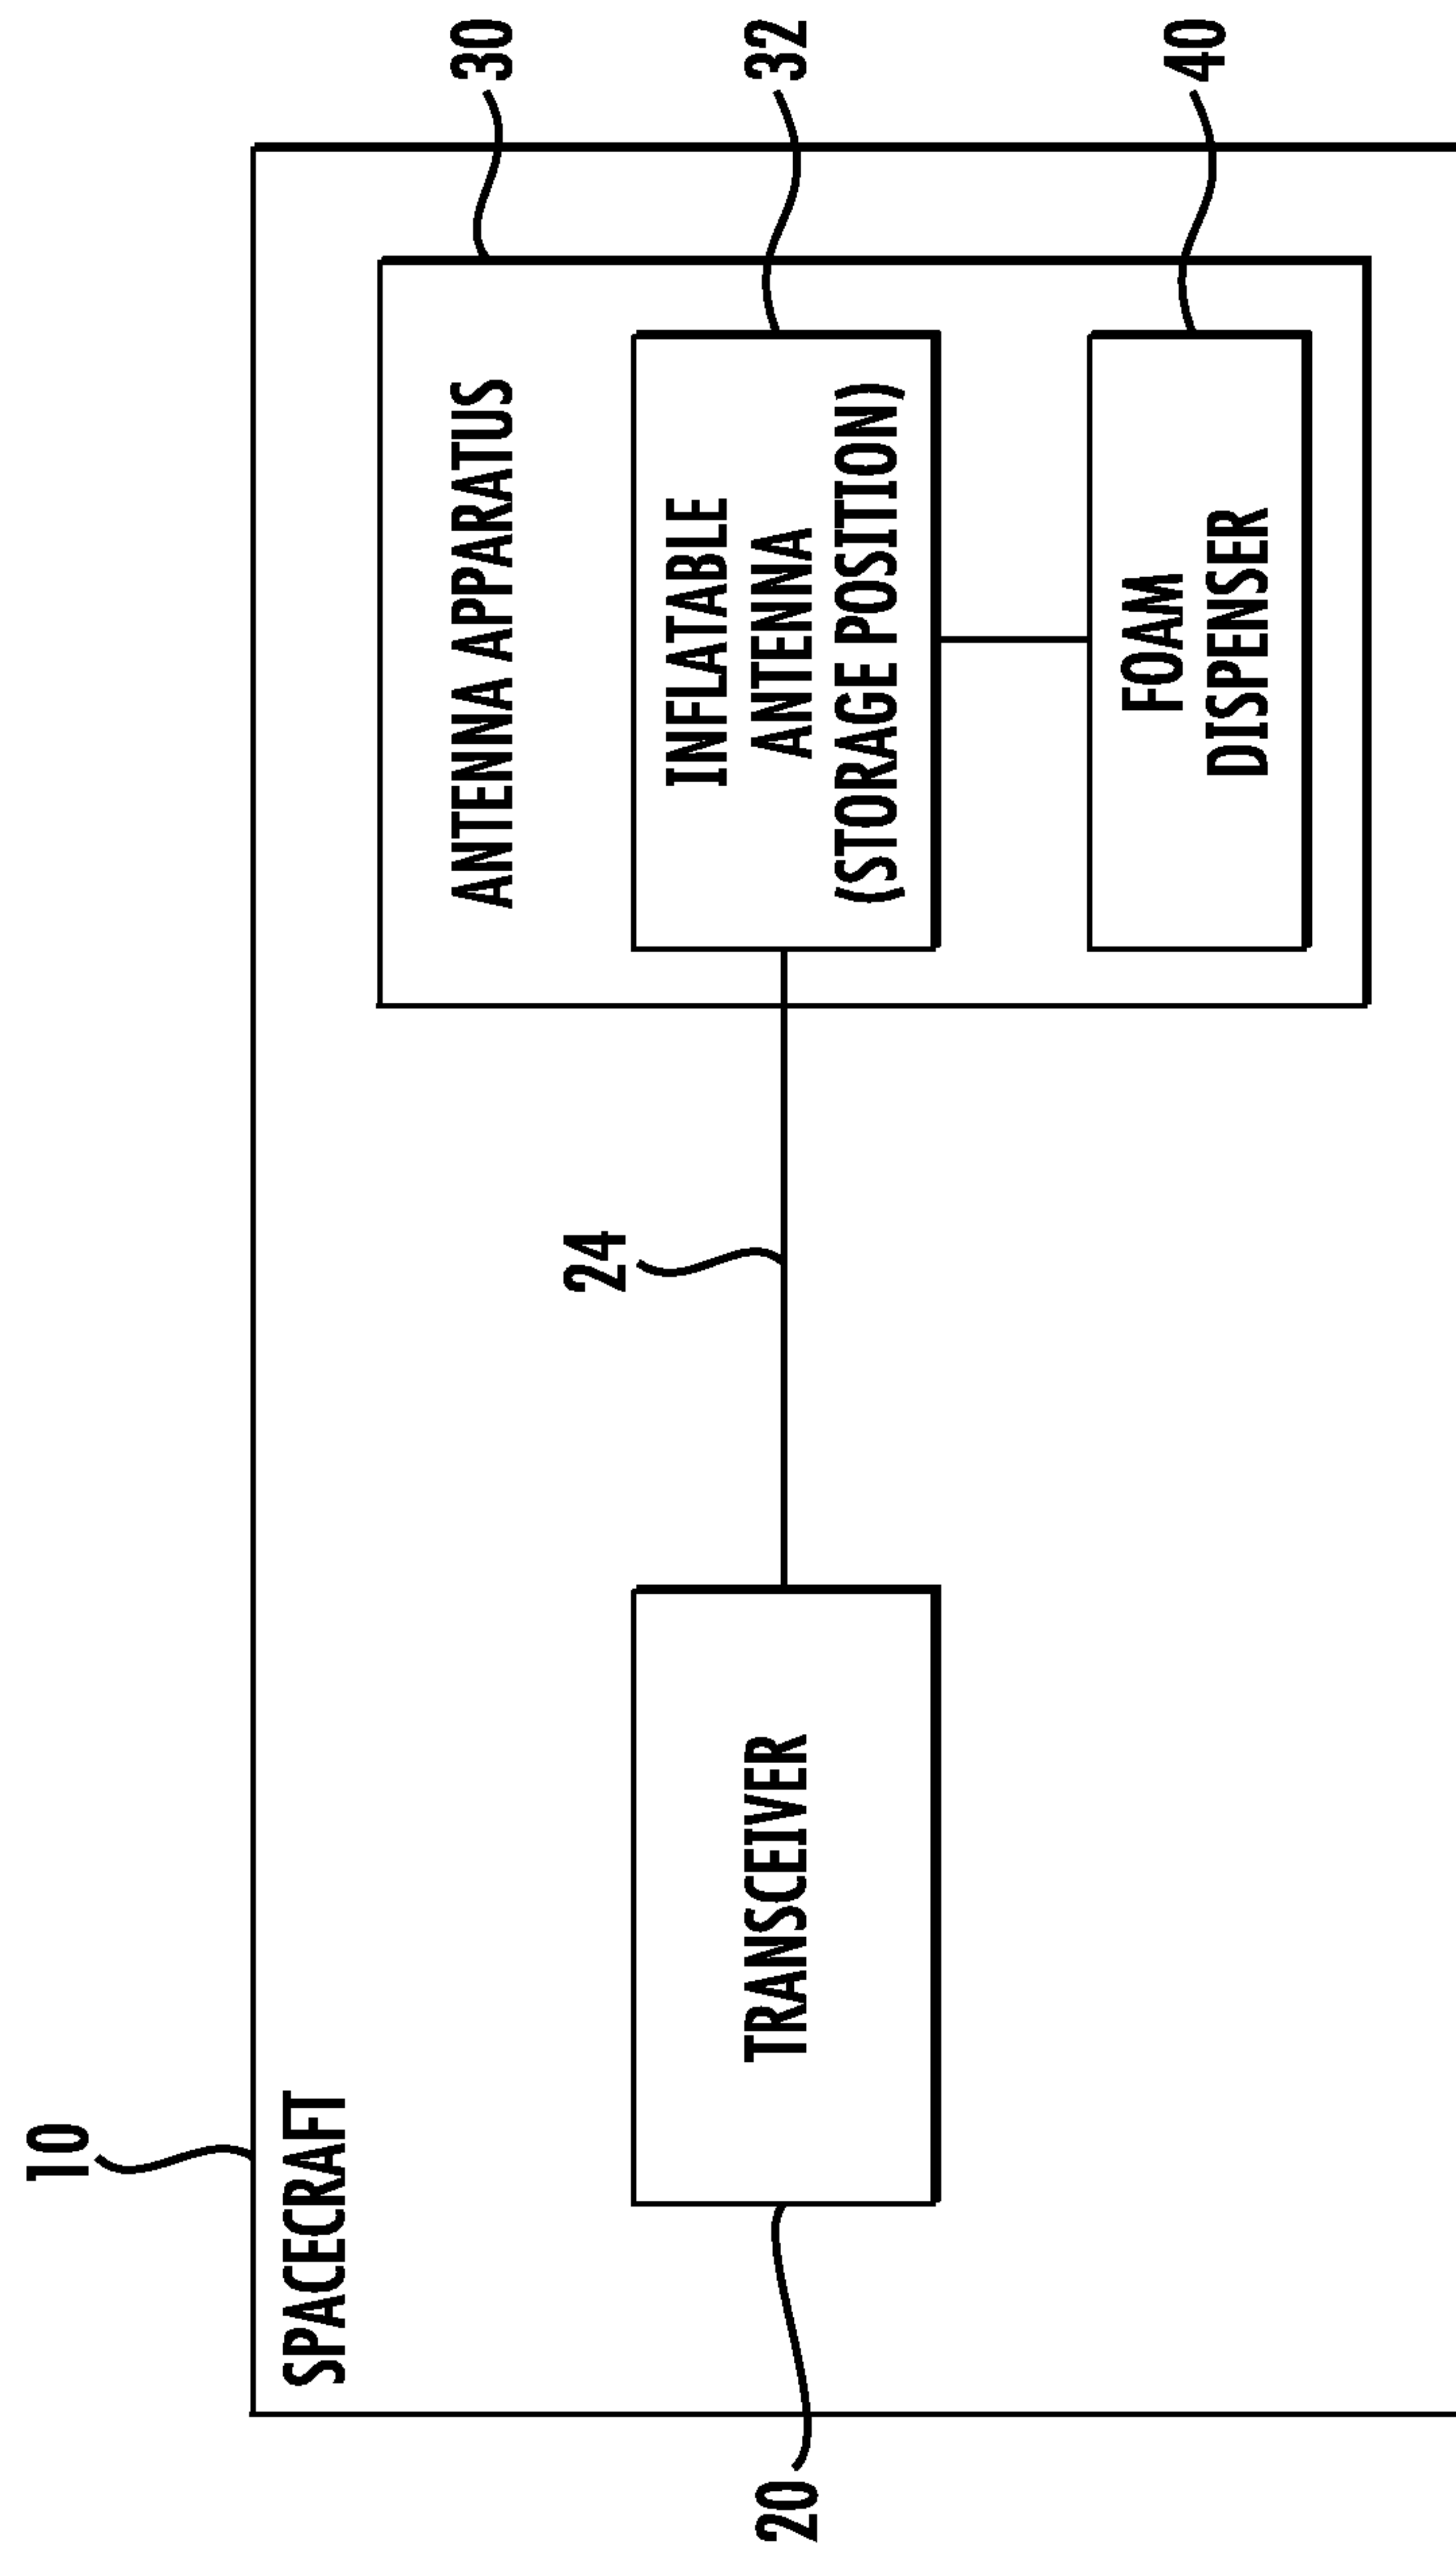 10
SPACECRAFT
24
ANTENNA APPARATUS
30
INFLATABLE
ANTENNA
(STORAGE POSITION)
32
TRANSCEIVER
20
FOAM
DISPENSER
40